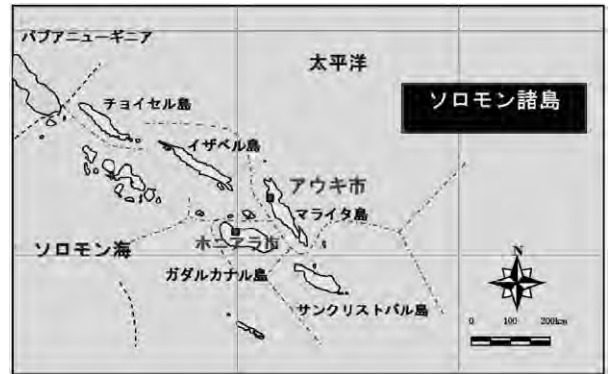 パプアニューギニア
太平洋
ソロモン諸島
チョイセル島
イザベル島
アウキ市
マライタ島
ホニアラ市
ソロモン海
ガダルカナル島
サンクリストバル島
N
0 100 200km